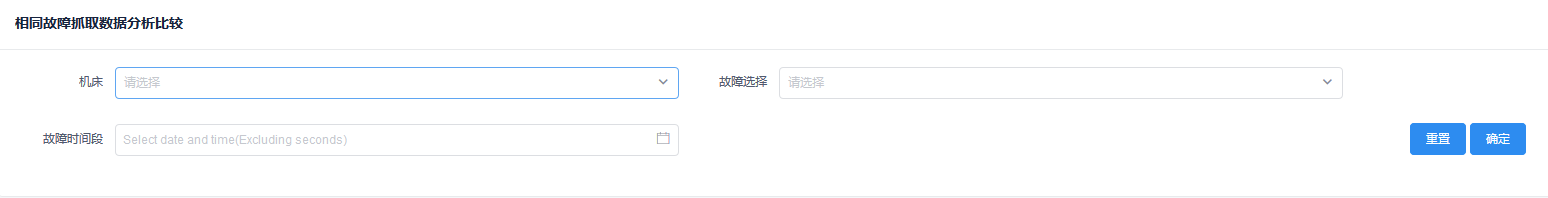 相同故障抓取数据分析比较
机床 请选择 故障选择 请选择
故障时间段 Select date and time(Excluding seconds) 重置 确定